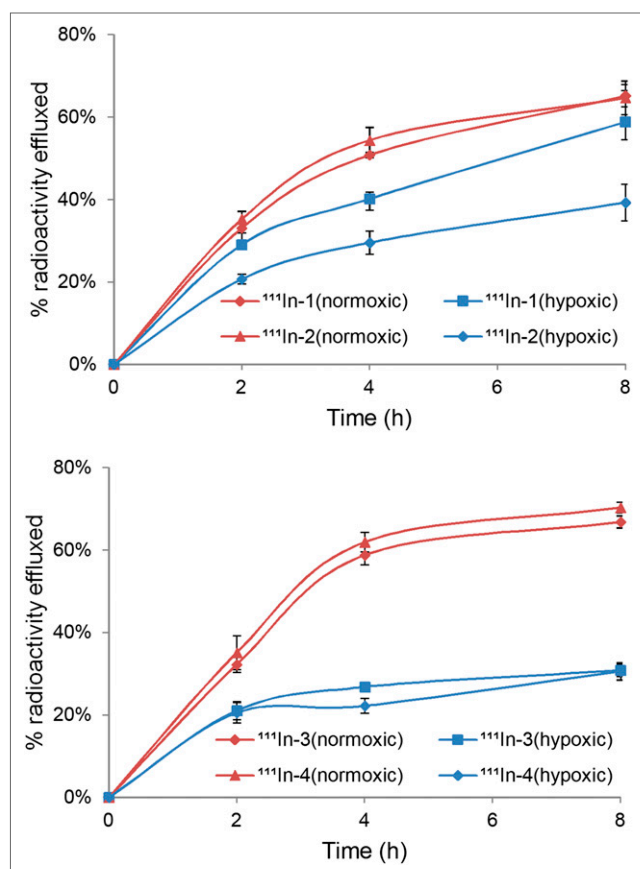 80%
60%
40%
20%
0%
% radioactivity effluxed
¹¹¹In-1(normoxic) ¹¹¹In-1(hypoxic)
¹¹¹In-2(normoxic) ¹¹¹In-2(hypoxic)
0 2 4 6 8
Time (h)
80%
60%
40%
20%
0%
% radioactivity effluxed
¹¹¹In-3(normoxic) ¹¹¹In-3(hypoxic)
¹¹¹In-4(normoxic) ¹¹¹In-4(hypoxic)
0 2 4 6 8
Time (h)